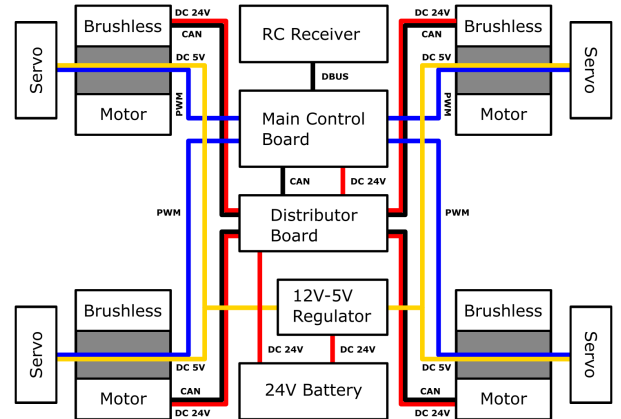 Brushless
DC 24V
CAN
DC 5V
Servo
Motor
PWM
RC Receiver
DBUS
DC 24V
CAN
Brushless
DC 5V
Servo
PWM
Motor
Main Control
Board
CAN
DC 24V
PWM
Distributor
Board
PWM
Brushless
Servo
DC 5V
Motor
CAN
DC 24V
12V-5V
Regulator
DC 24V
DC 24V
24V Battery
Brushless
Servo
DC 5V
CAN
Motor
DC 24V